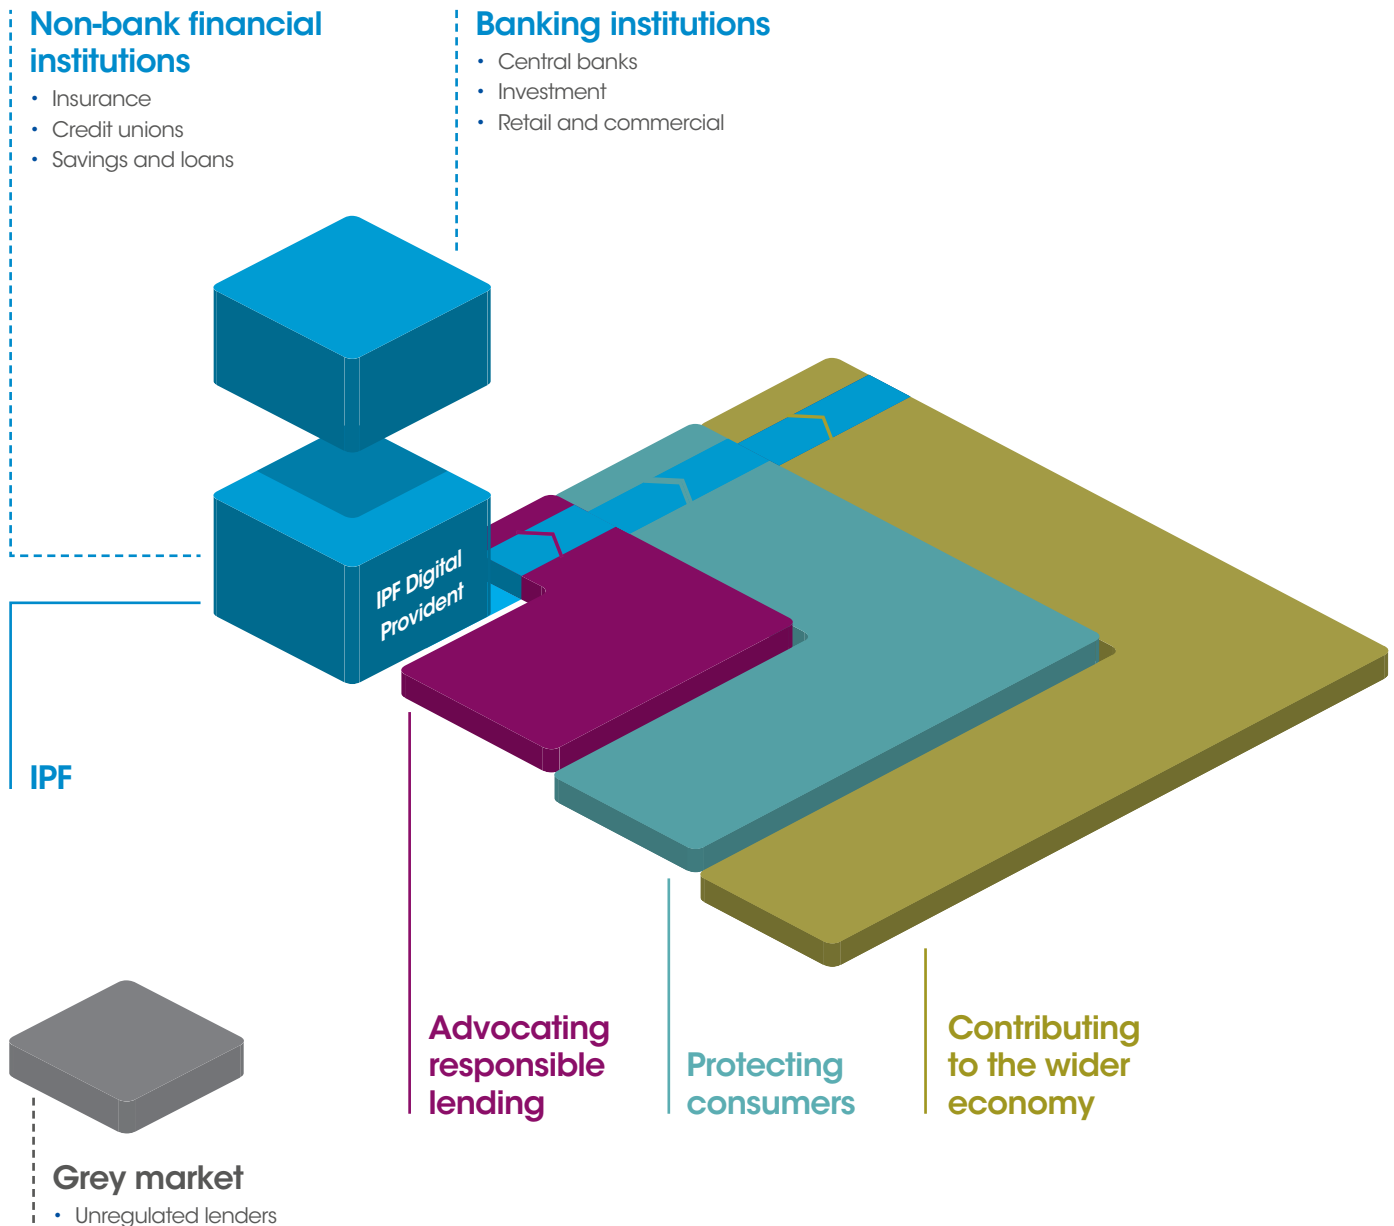 Non-bank financial
institutions
• Insurance
• Credit unions
• Savings and loans
Banking institutions
• Central banks
• Investment
• Retail and commercial
IPF Digital
Provident
IPF
Advocating
responsible
lending
Protecting
consumers
Contributing
to the wider
economy
Grey market
• Unregulated lenders